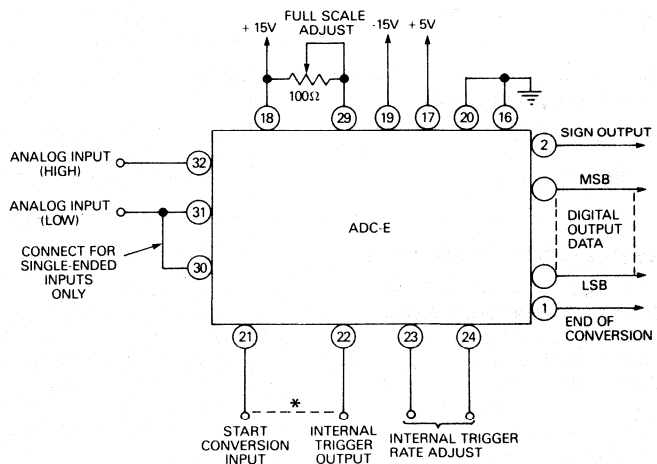 FULL SCALE
ADJUST
+ 15V
-15V
+ 5V
100Ω
18
29
19
17
20
16
ANALOG INPUT
(HIGH)
32
2
SIGN OUTPUT
MSB
ANALOG INPUT
(LOW)
31
ADC-E
DIGITAL
OUTPUT
DATA
CONNECT FOR
SINGLE-ENDED
INPUTS
ONLY
30
LSB
1
END OF
CONVERSION
21
22
23
24
*
START
CONVERSION
INPUT
INTERNAL
TRIGGER
OUTPUT
INTERNAL TRIGGER
RATE ADJUST